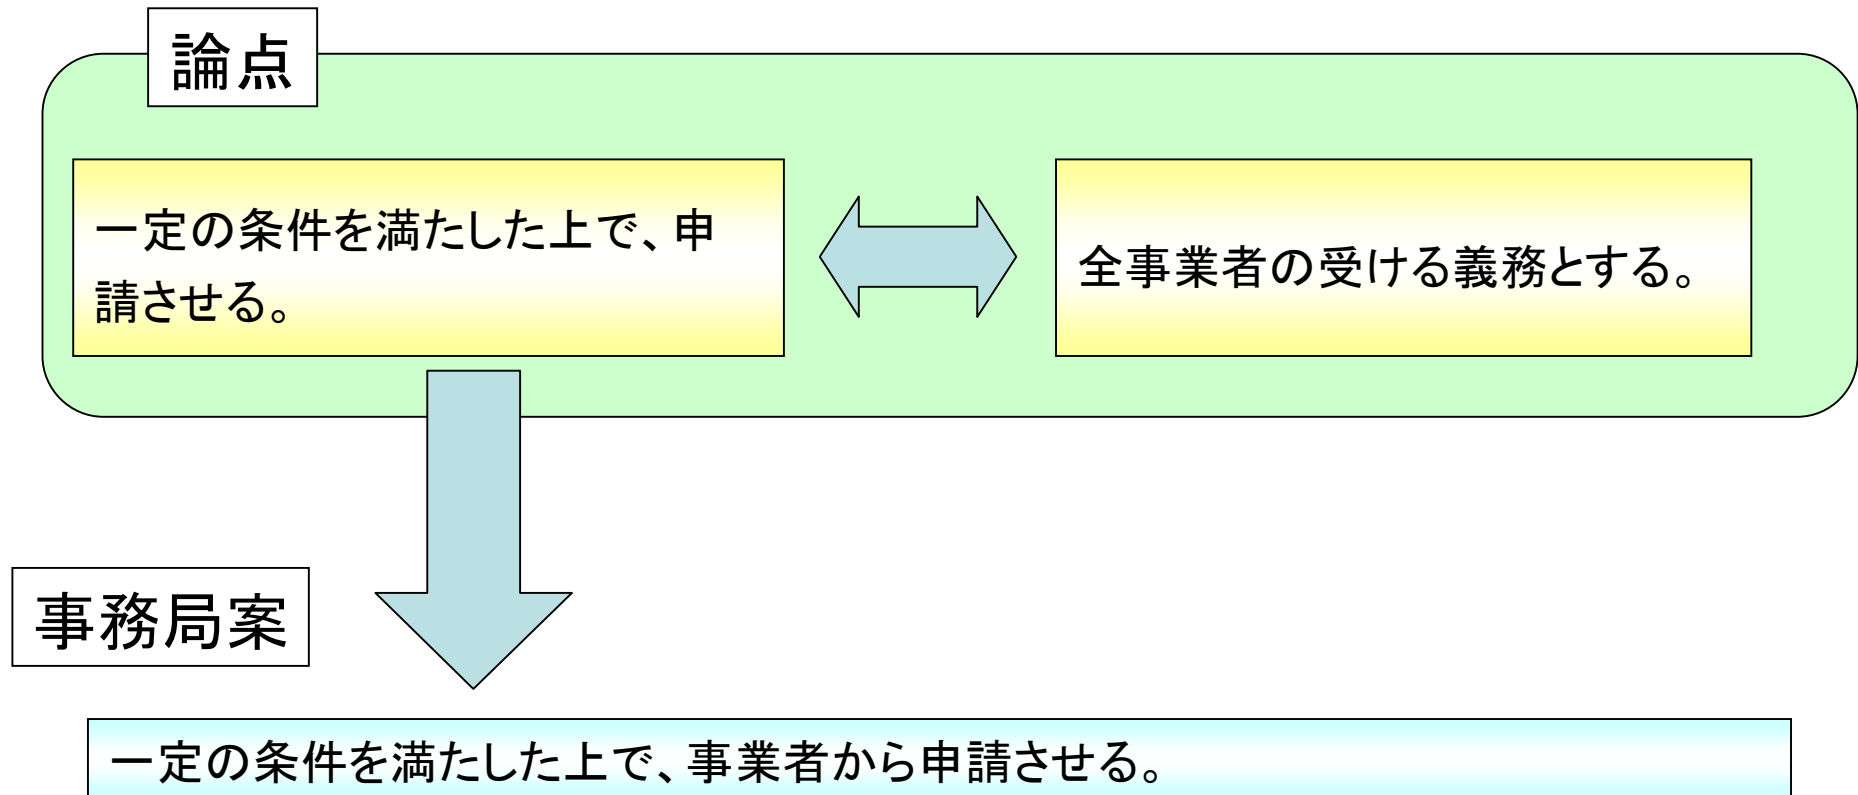 論点
一定の条件を満たした上で、申
請させる。
全事業者の受ける義務とする。
事務局案
一定の条件を満たした上で、事業者から申請させる。